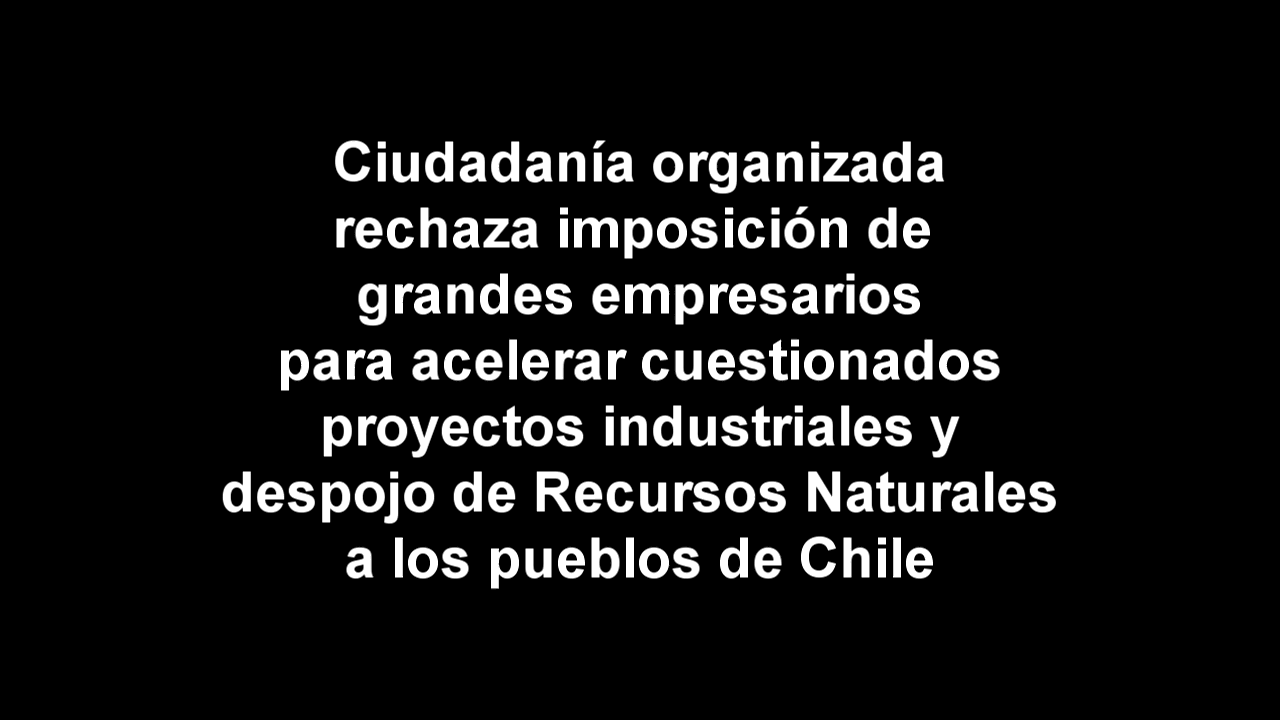 Ciudadanía organizada
rechaza imposición de
grandes empresarios
para acelerar cuestionados
proyectos industriales y
despojo de Recursos Naturales
a los pueblos de Chile